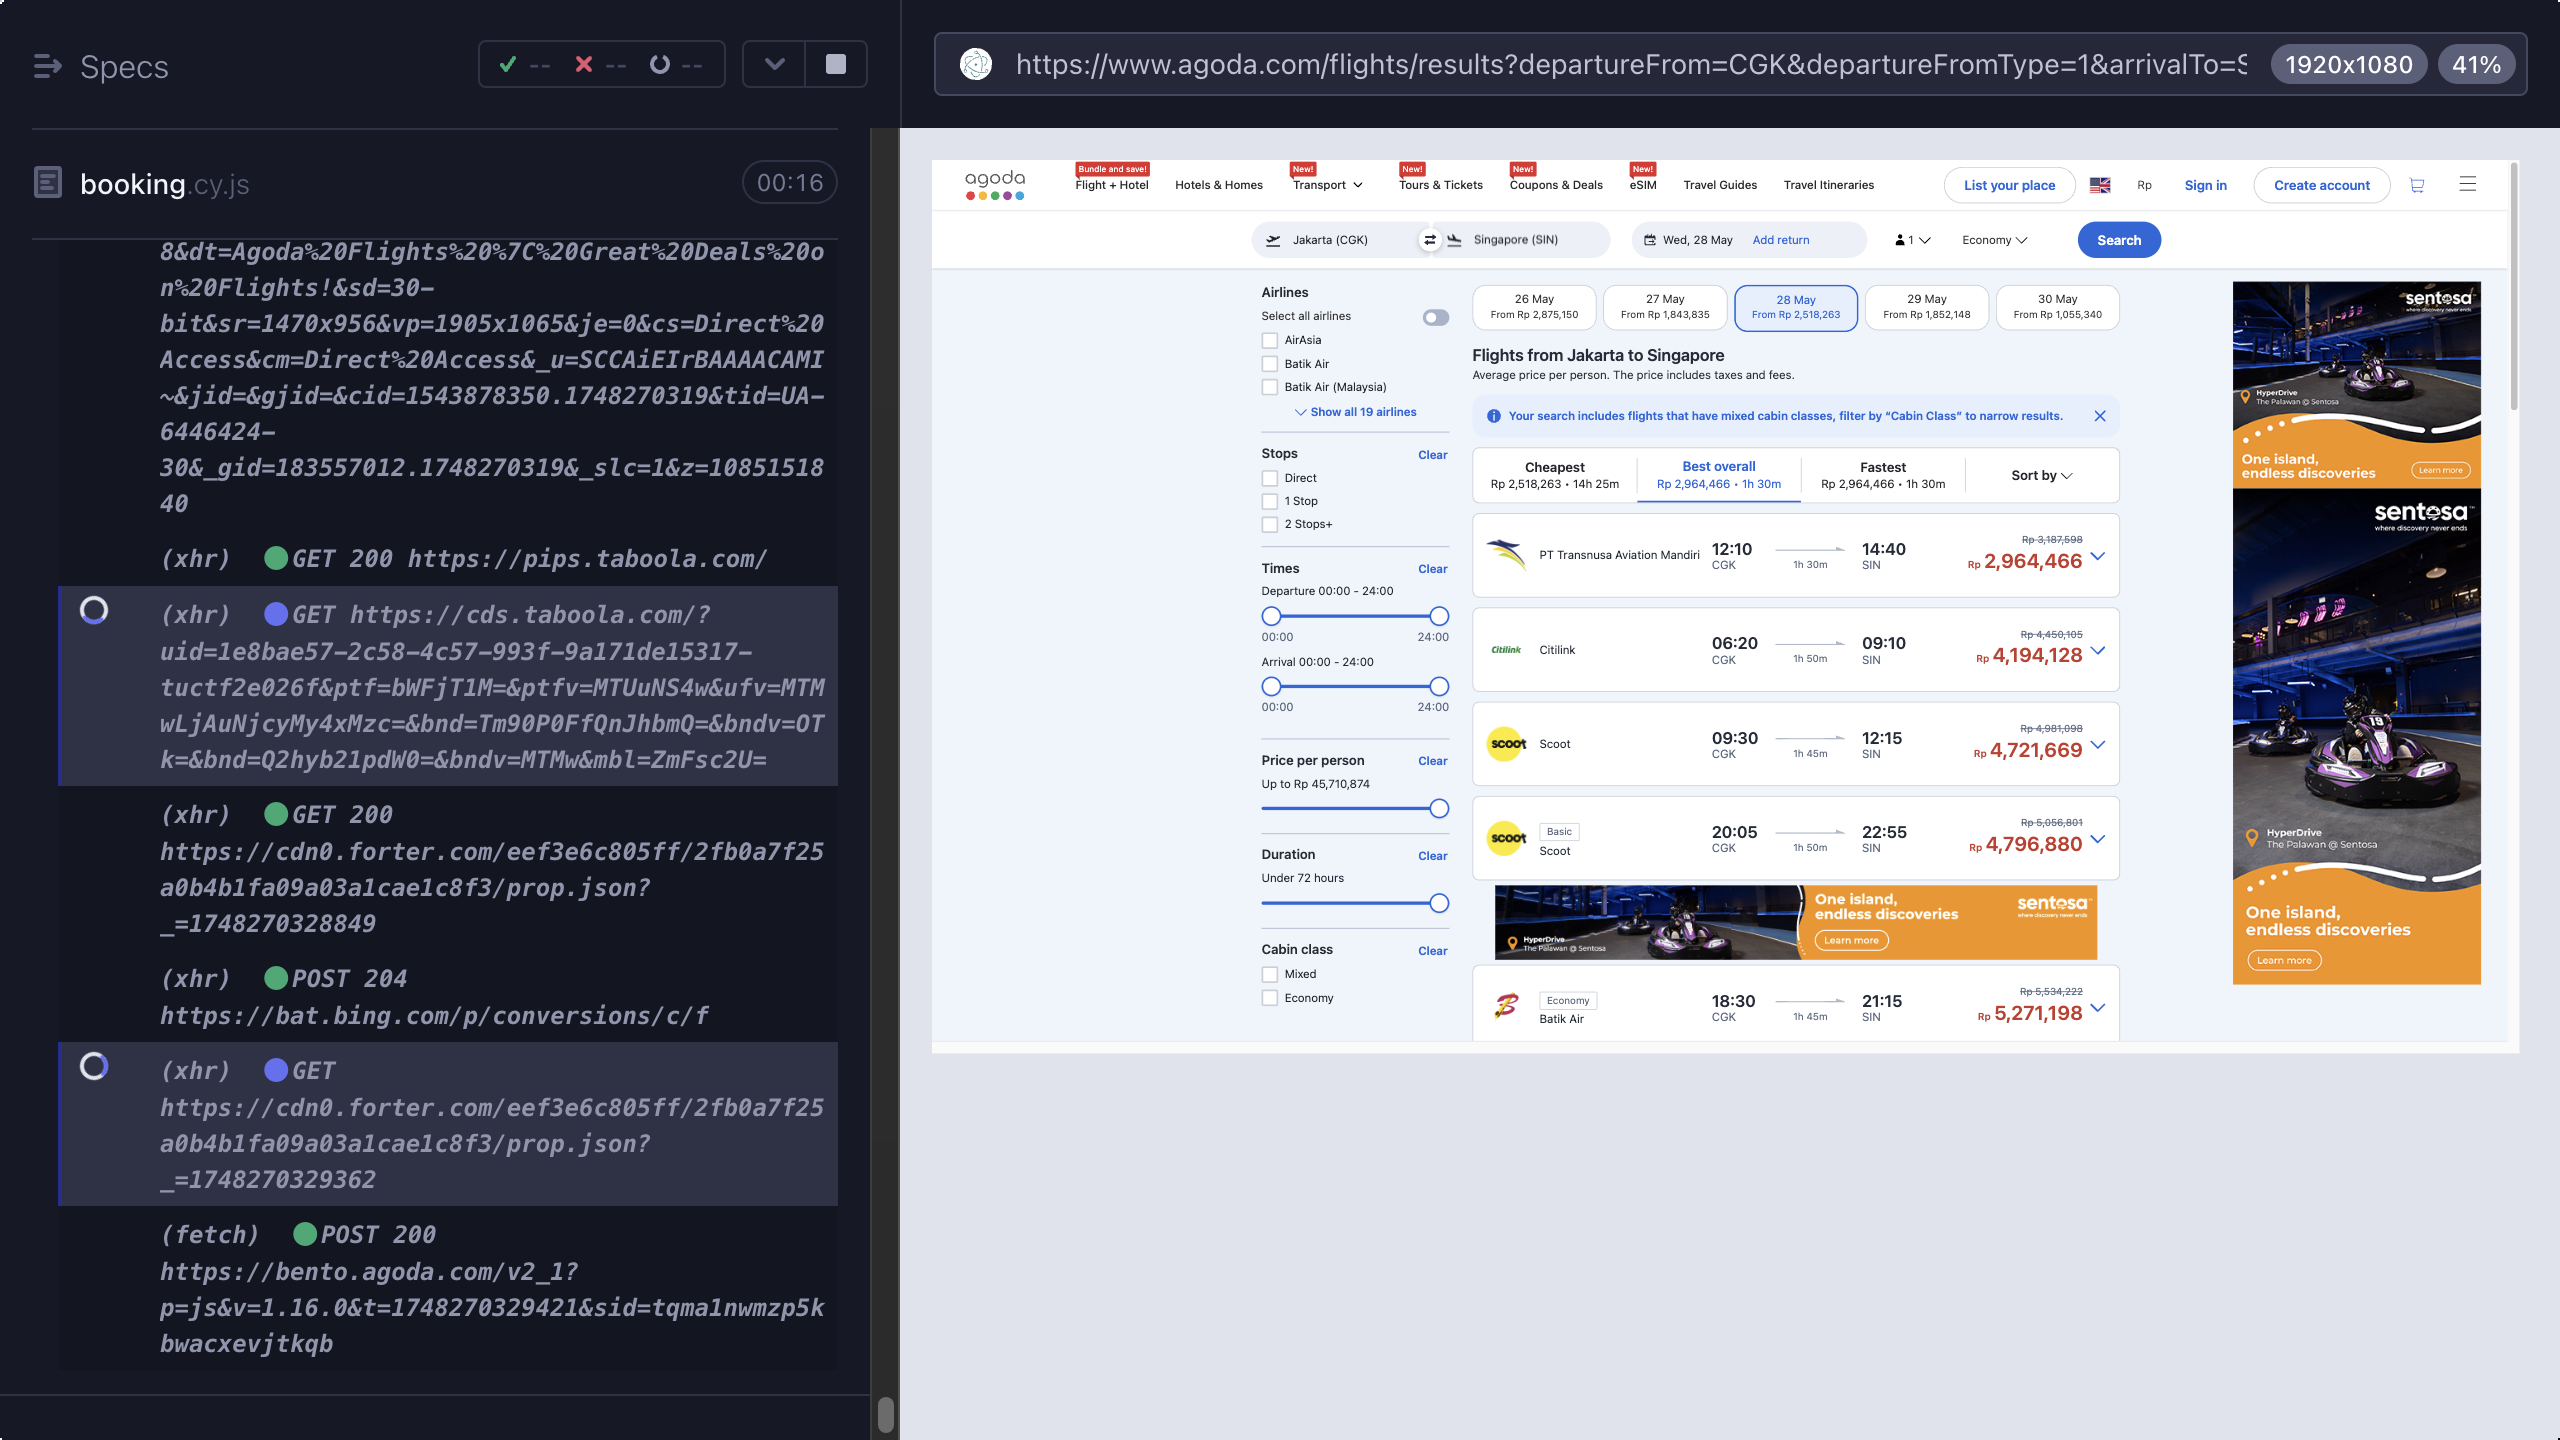 Specs
-- -- --
https://www.agoda.com/flights/results?departureFrom=CGK&departureFromType=1&arrivalTo=S
1920x1080
41%
booking.cy.js
00:16
8&dt=Agoda%20Flights%20%7C%20Great%20Deals%20o
n%20Flights!&sd=30-
bit&sr=1470x956&vp=1905x1065&je=0&cs=Direct%20
Access&cm=Direct%20Access&_u=SCCAiEIrBAAAACAMI
~&jid=&gjid=&cid=1543878350.1748270319&tid=UA-
6446424-
30&_gid=183557012.1748270319&_slc=1&z=10851518
40
(xhr) GET 200 https://pips.taboola.com/
(xhr) GET https://cds.taboola.com/?
uid=1e8bae57-2c58-4c57-993f-9a171de15317-
tuctf2e026f&ptf=bWFjT1M=&ptfv=MTUuNS4w&ufv=MTM
wLjAuNjcyMy4xMzc=&bnd=Tm90P0FfQnJhbmQ=&bndv=OT
k=&bnd=Q2hyb21pdW0=&bndv=MTMw&mbl=ZmFsc2U=
(xhr) GET 200
https://cdn0.forter.com/eef3e6c805ff/2fb0a7f25
a0b4b1fa09a03a1cae1c8f3/prop.json?
_=1748270328849
(xhr) POST 204
https://bat.bing.com/p/conversions/c/f
(xhr) GET
https://cdn0.forter.com/eef3e6c805ff/2fb0a7f25
a0b4b1fa09a03a1cae1c8f3/prop.json?
_=1748270329362
(fetch) POST 200
https://bento.agoda.com/v2_1?
p=js&v=1.16.0&t=1748270329421&sid=tqma1nwmzp5k
bwacxevjtkqb
agoda
Bundle and save!
Flight + Hotel
Hotels & Homes
New!
Transport
New!
Tours & Tickets
New!
Coupons & Deals
New!
eSIM
Travel Guides
Travel Itineraries
List your place
Rp
Sign in
Create account
Jakarta (CGK)
Singapore (SIN)
Wed, 28 May
Add return
1
Economy
Search
Airlines
Select all airlines
AirAsia
Batik Air
Batik Air (Malaysia)
Show all 19 airlines
Stops
Clear
Direct
1 Stop
2 Stops+
Times
Clear
Departure 00:00 - 24:00
00:00 24:00
Arrival 00:00 - 24:00
00:00 24:00
Price per person
Clear
Up to Rp 45,710,874
Duration
Clear
Under 72 hours
Cabin class
Clear
Mixed
Economy
26 May
From Rp 2,875,150
27 May
From Rp 1,843,835
28 May
From Rp 2,518,263
29 May
From Rp 1,852,148
30 May
From Rp 1,055,340
Flights from Jakarta to Singapore
Average price per person. The price includes taxes and fees.
Your search includes flights that have mixed cabin classes, filter by “Cabin Class” to narrow results.
Cheapest
Rp 2,518,263 • 14h 25m
Best overall
Rp 2,964,466 • 1h 30m
Fastest
Rp 2,964,466 • 1h 30m
Sort by
PT Transnusa Aviation Mandiri
12:10
CGK
1h 30m
14:40
SIN
Rp 3,187,598
Rp 2,964,466
Citilink
Citilink
06:20
CGK
1h 50m
09:10
SIN
Rp 4,450,105
Rp 4,194,128
scoot
Scoot
09:30
CGK
1h 45m
12:15
SIN
Rp 4,981,098
Rp 4,721,669
scoot
Basic
Scoot
20:05
CGK
1h 50m
22:55
SIN
Rp 5,056,801
Rp 4,796,880
HyperDrive
The Palawan @ Sentosa
One island,
endless discoveries
Learn more
sentosa
where discovery never ends
Economy
Batik Air
18:30
CGK
1h 45m
21:15
SIN
Rp 5,534,222
Rp 5,271,198
sentosa
where discovery never ends
HyperDrive
The Palawan @ Sentosa
One island,
endless discoveries
Learn more
sentosa™
where discovery never ends
19
HyperDrive
The Palawan @ Sentosa
One island,
endless discoveries
Learn more